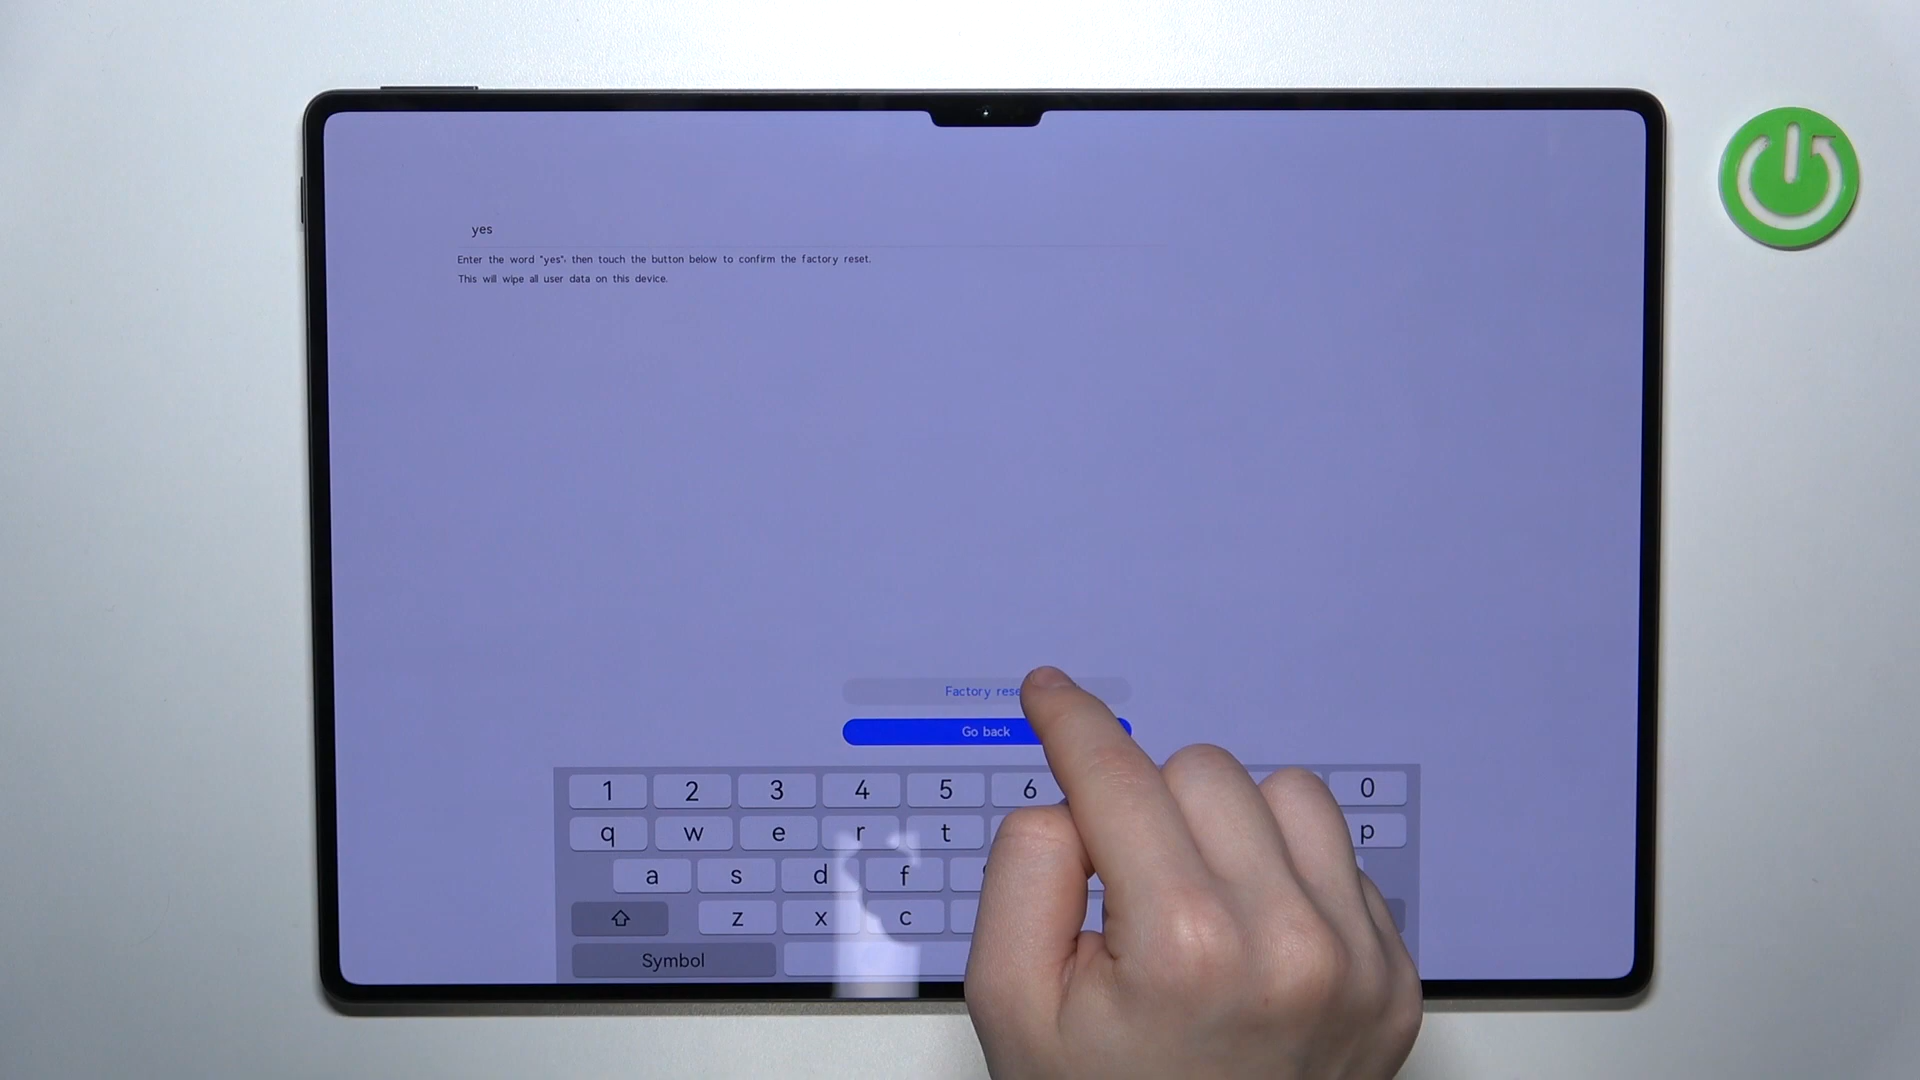 yes
Enter the word "yes", then touch the button below to confirm the factory reset.
This will wipe all user data on this device.
Factory rese
Go back
1 2 3 4 5 6 0
q w e r t p
a s d f
z x c
Symbol